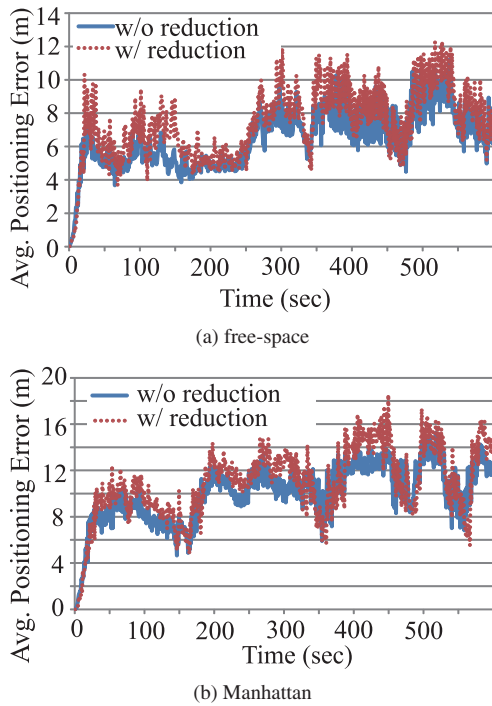 Avg. Positioning Error (m)
14
12
10
8
6
4
2
0
w/o reduction
w/ reduction
0 100 200 300 400 500
Time (sec)
(a) free-space
Avg. Positioning Error (m)
20
16
12
8
4
0
w/o reduction
w/ reduction
0 100 200 300 400 500
Time (sec)
(b) Manhattan